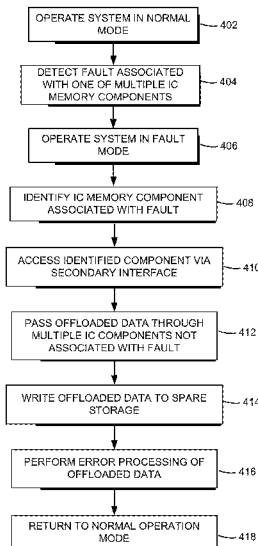 OPERATE SYSTEM IN NORMAL
MODE
402
DETECT FAULT ASSOCIATED
WITH ONE OF MULTIPLE IC
MEMORY COMPONENTS
404
OPERATE SYSTEM IN FAULT
MODE
406
IDENTIFY IC MEMORY COMPONENT
ASSOCIATED WITH FAULT
408
ACCESS IDENTIFIED COMPONENT VIA
SECONDARY INTERFACE
410
PASS OFFLOADED DATA THROUGH
MULTIPLE IC COMPONENTS NOT
ASSOCIATED WITH FAULT
412
WRITE OFFLOADED DATA TO SPARE
STORAGE
414
PERFORM ERROR PROCESSING OF
OFFLOADED DATA
416
RETURN TO NORMAL OPERATION
MODE
418